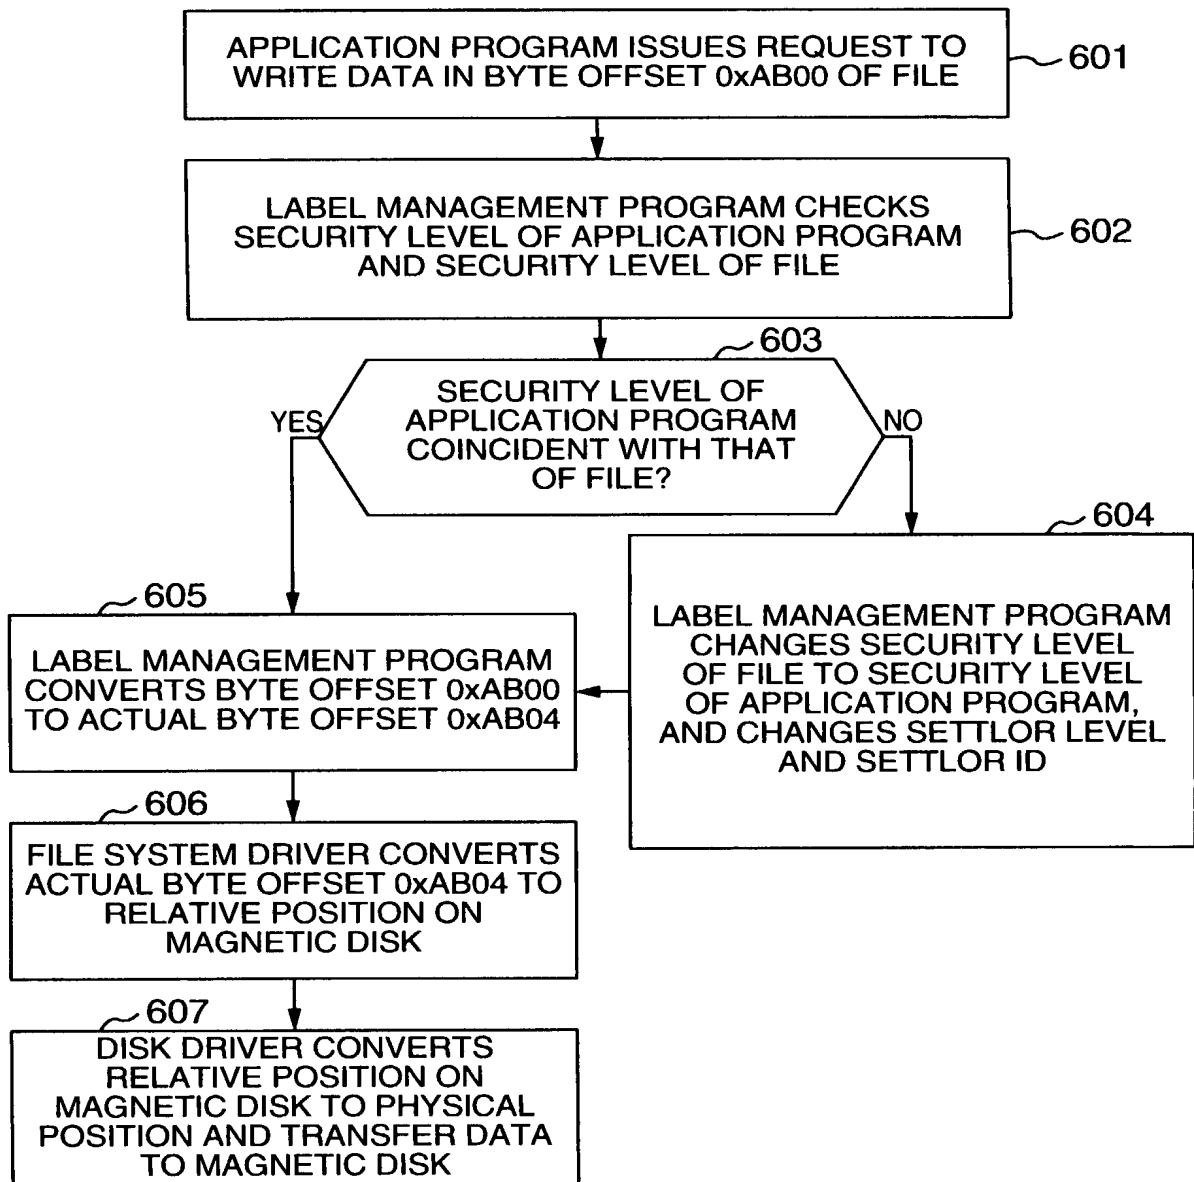 APPLICATION PROGRAM ISSUES REQUEST TO
WRITE DATA IN BYTE OFFSET 0xAB00 OF FILE
601
LABEL MANAGEMENT PROGRAM CHECKS
SECURITY LEVEL OF APPLICATION PROGRAM
AND SECURITY LEVEL OF FILE
602
603
SECURITY LEVEL OF
APPLICATION PROGRAM
COINCIDENT WITH THAT
OF FILE?
YES
NO
604
LABEL MANAGEMENT PROGRAM
CHANGES SECURITY LEVEL
OF FILE TO SECURITY LEVEL
OF APPLICATION PROGRAM,
AND CHANGES SETTLOR LEVEL
AND SETTLOR ID
605
LABEL MANAGEMENT PROGRAM
CONVERTS BYTE OFFSET 0xAB00
TO ACTUAL BYTE OFFSET 0xAB04
606
FILE SYSTEM DRIVER CONVERTS
ACTUAL BYTE OFFSET 0xAB04 TO
RELATIVE POSITION ON
MAGNETIC DISK
607
DISK DRIVER CONVERTS
RELATIVE POSITION ON
MAGNETIC DISK TO PHYSICAL
POSITION AND TRANSFER DATA
TO MAGNETIC DISK